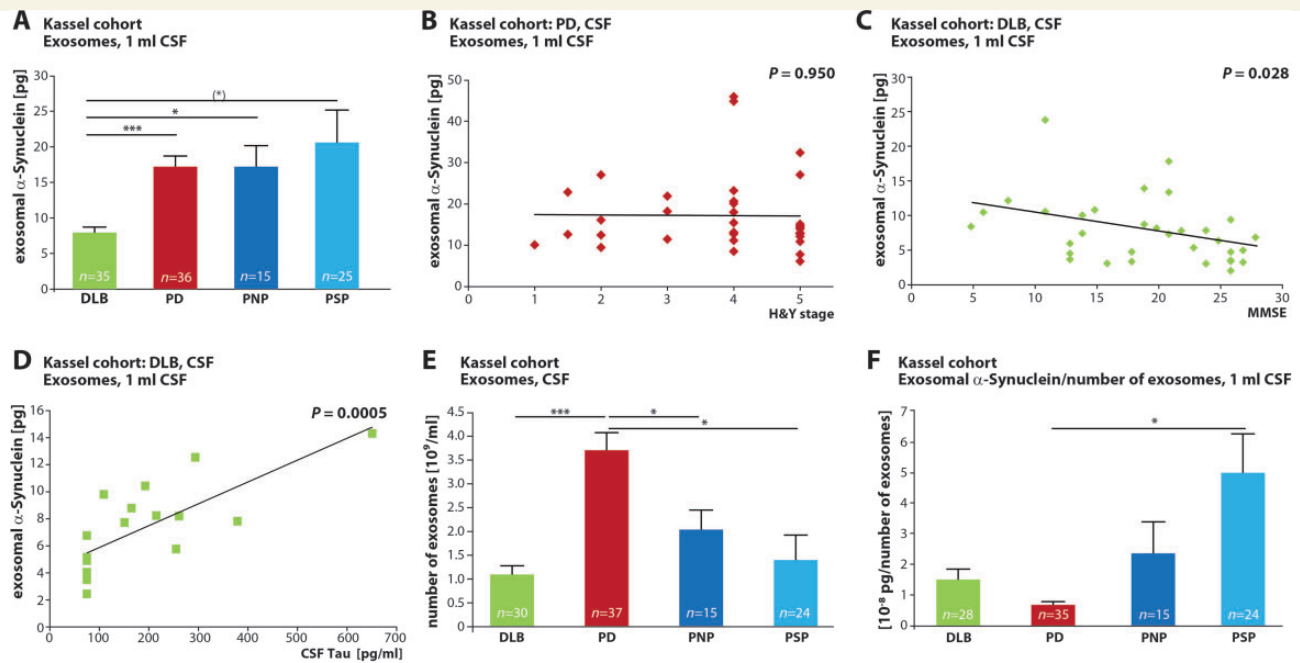 A Kassel cohort
Exosomes, 1 ml CSF
exosomal α-Synuclein [pg]
30
25
20
15
10
5
0
(*)
*
***
n=35
n=36
n=15
n=25
DLB PD PNP PSP
B Kassel cohort: PD, CSF
Exosomes, 1 ml CSF
P = 0.950
exosomal α-Synuclein [pg]
50
40
30
20
10
0
0 1 2 3 4 5
H&Y stage
C Kassel cohort: DLB, CSF
Exosomes, 1 ml CSF
P = 0.028
exosomal α-Synuclein [pg]
30
25
20
15
10
5
0
0 5 10 15 20 25 30
MMSE
D Kassel cohort: DLB, CSF
Exosomes, 1 ml CSF
P = 0.0005
exosomal α-Synuclein [pg]
16
14
12
10
8
6
4
2
0
0 100 200 300 400 500 600 700
CSF Tau [pg/ml]
E Kassel cohort
Exosomes, CSF
number of exosomes [10⁹/ml]
4.5
4.0
3.5
3.0
2.5
2.0
1.5
1.0
0.5
0
***
*
*
n=30
n=37
n=15
n=24
DLB PD PNP PSP
F Kassel cohort
Exosomal α-Synuclein/number of exosomes, 1 ml CSF
[10⁻⁸ pg/number of exosomes]
7
6
5
4
3
2
1
0
*
n=28
n=35
n=15
n=24
DLB PD PNP PSP